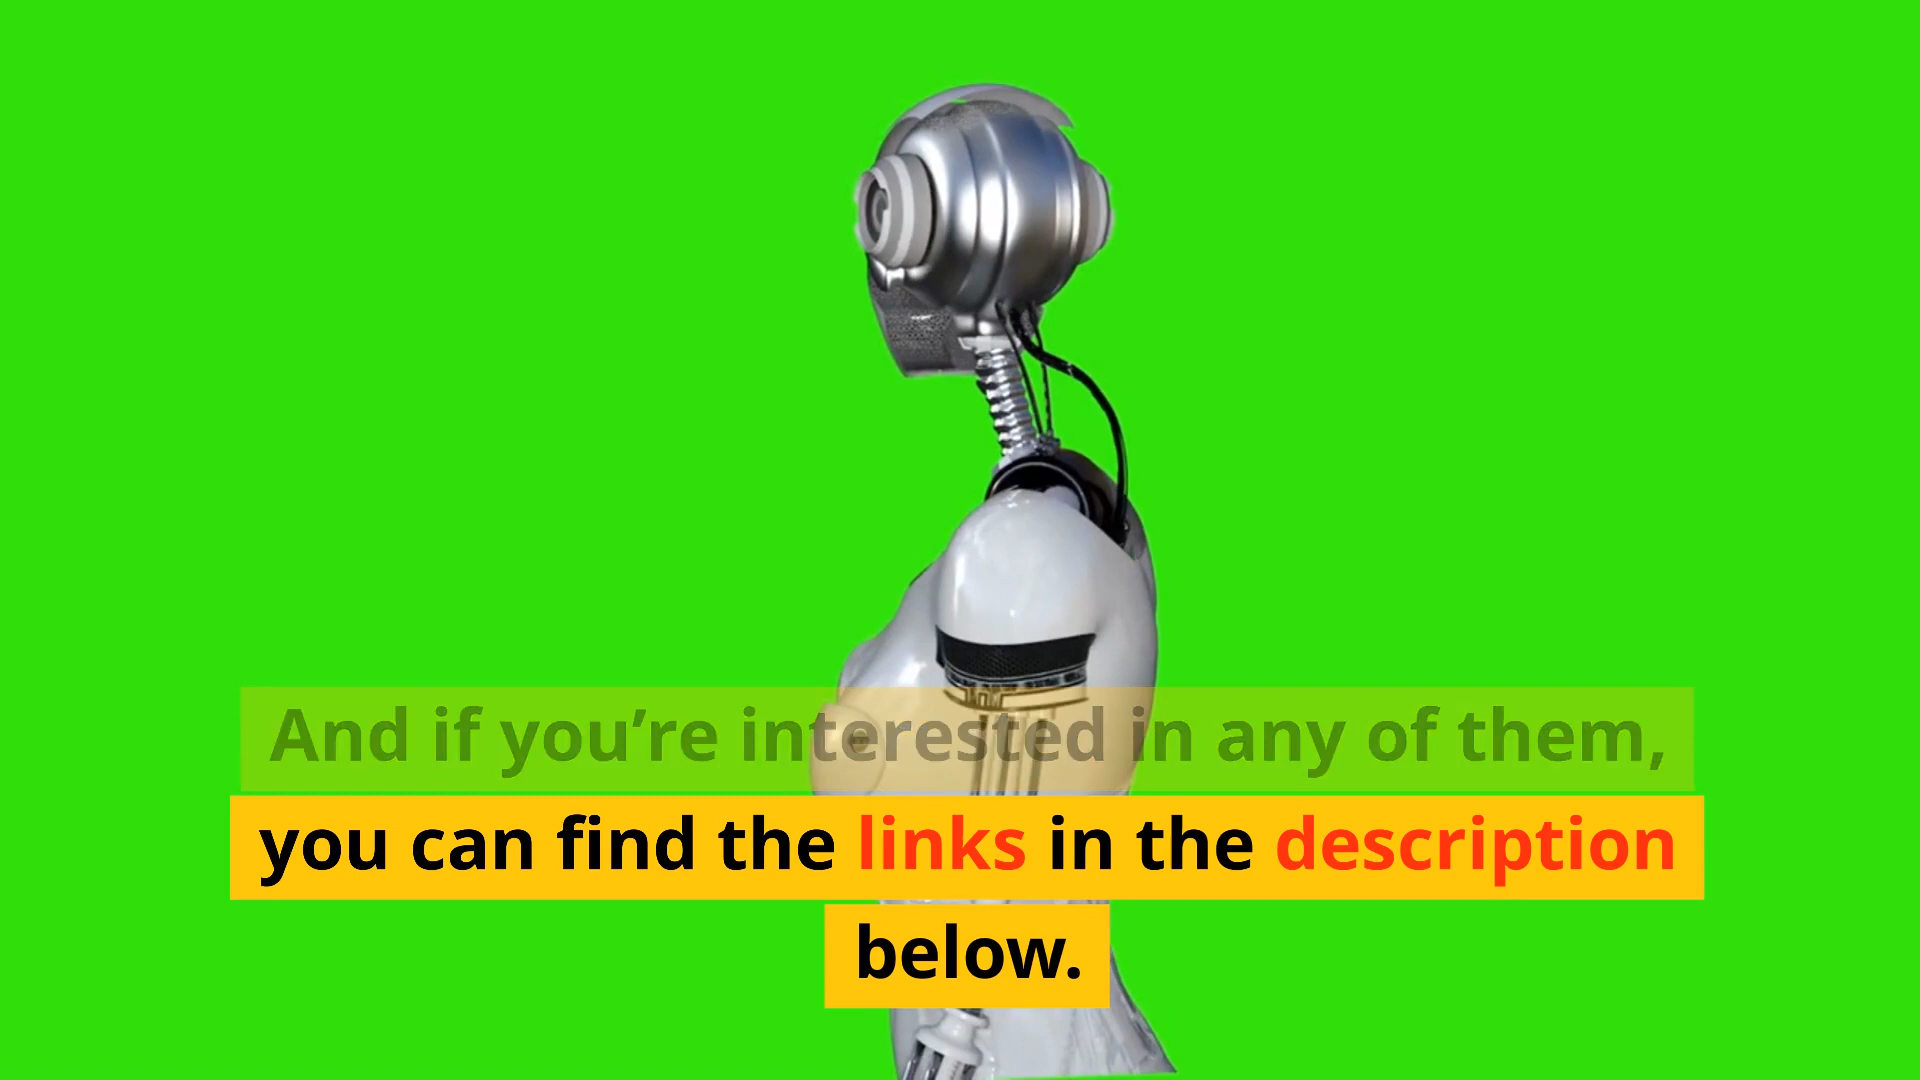 And if you’re interested in any of them,
you can find the links in the description
below.